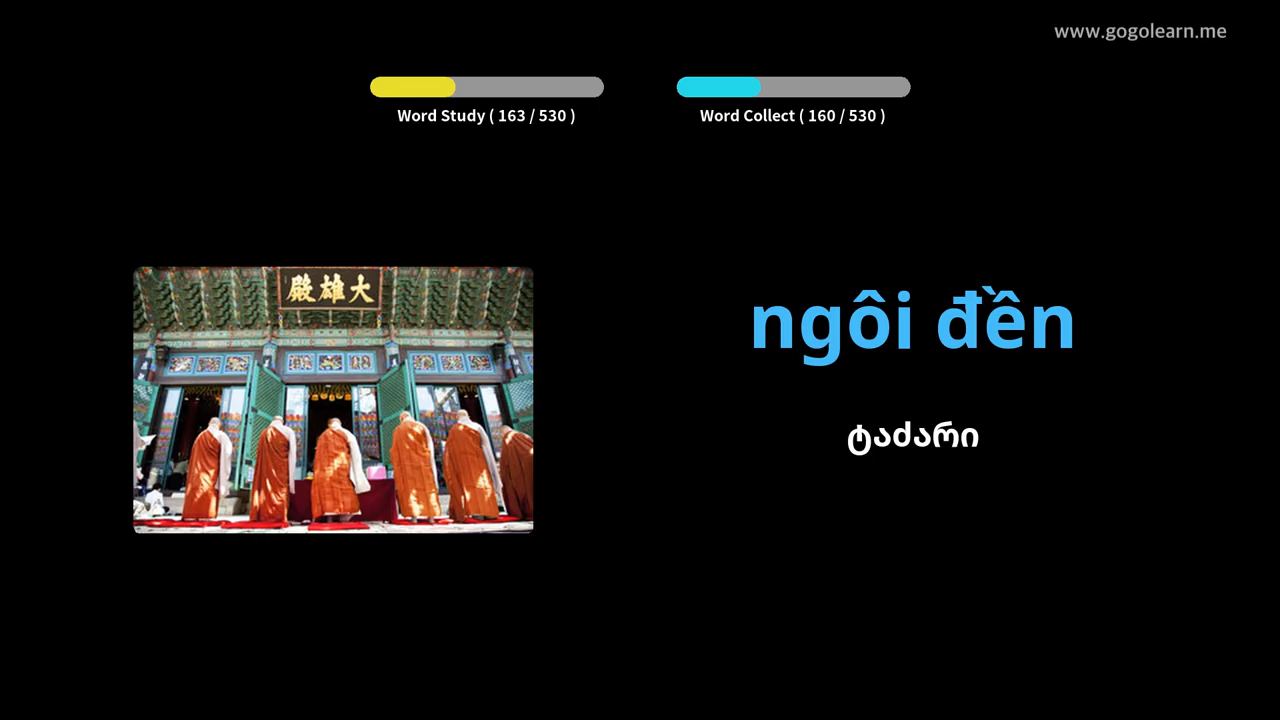 www.gogolearn.me
Word Study ( 163 / 530 )
Word Collect ( 160 / 530 )
殿雄大
ngôi đền
ტაძარი